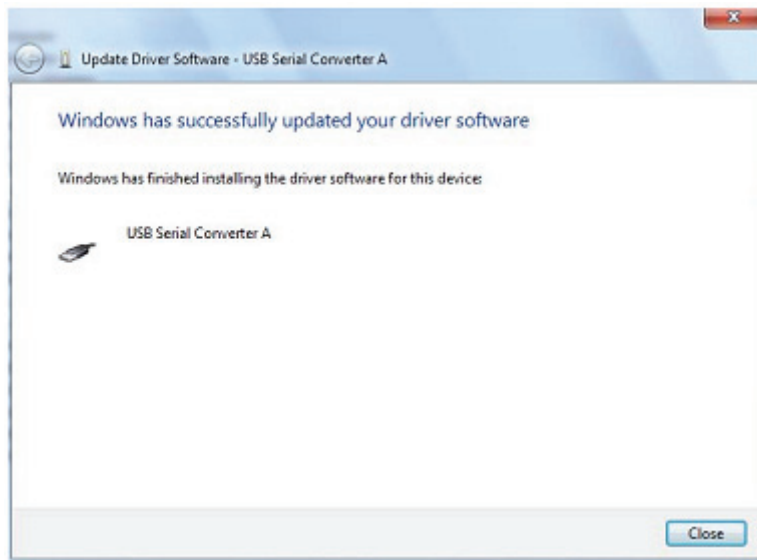 Update Driver Software - USB Serial Converter A
Windows has successfully updated your driver software
Windows has finished installing the driver software for this device:
USB Serial Converter A
Close